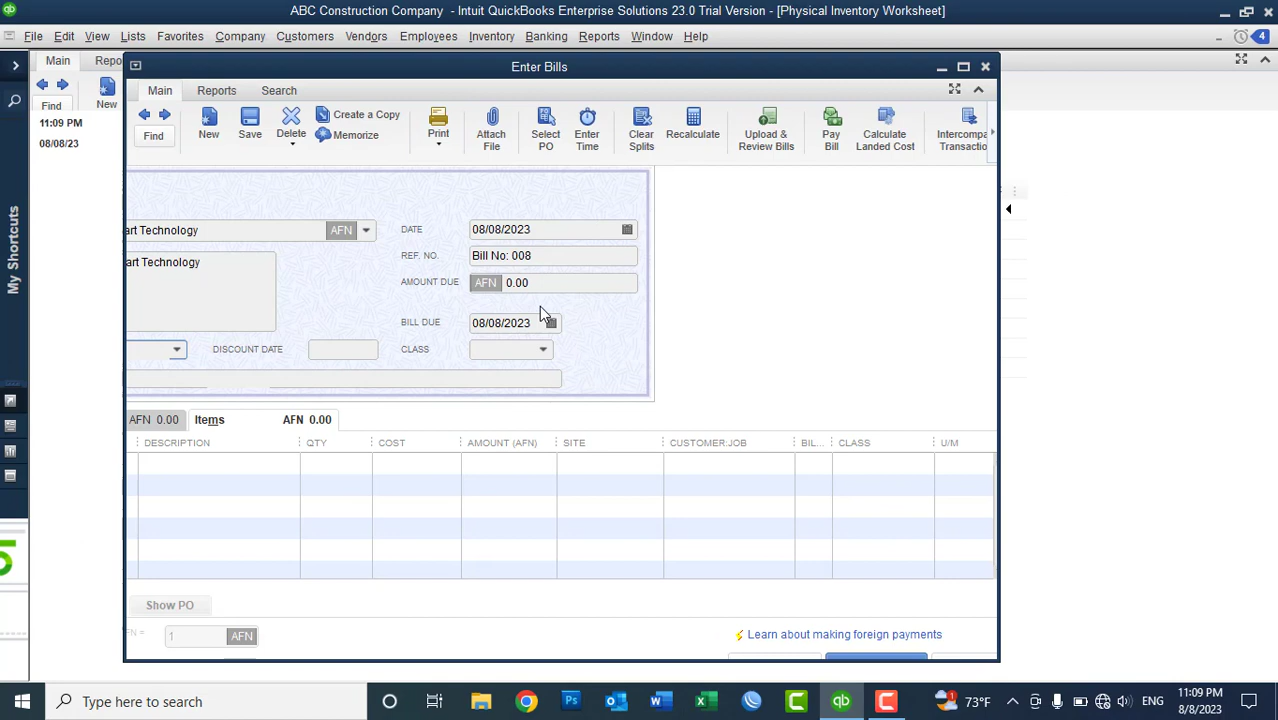 ABC Construction Company - Intuit QuickBooks Enterprise Solutions 23.0 Trial Version - [Physical Inventory Worksheet]
File Edit View Lists Favorites Company Customers Vendors Employees Inventory Banking Reports Window Help
4
Main Repo
Find New
11:09 PM
08/08/23
My Shortcuts
Enter Bills
Main Reports Search
Find New Save Delete Create a Copy Memorize Print Attach File Select PO Enter Time Clear Splits Recalculate Upload & Review Bills Pay Bill Calculate Landed Cost Intercompa Transactio
art Technology AFN
DATE 08/08/2023
art Technology
REF. NO. Bill No: 008
AMOUNT DUE AFN 0.00
BILL DUE 08/08/2023
DISCOUNT DATE
CLASS
AFN 0.00 Items AFN 0.00
DESCRIPTION QTY COST AMOUNT (AFN) SITE CUSTOMER:JOB BIL... CLASS U/M
Show PO
FN = 1 AFN
Learn about making foreign payments
Type here to search
qb
1
73°F
ENG
11:09 PM
8/8/2023